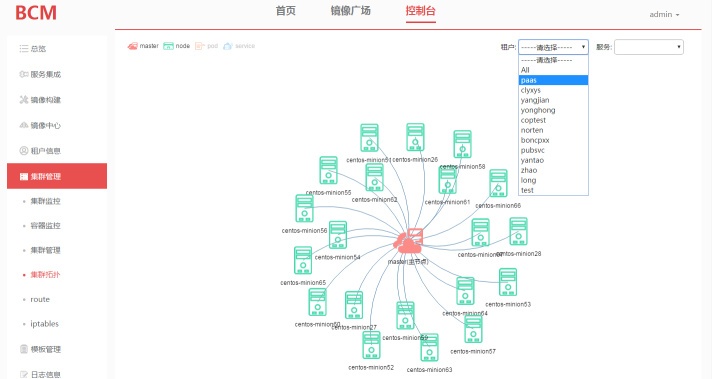 BCM
首页 镜像广场 控制台 admin
master node pod service
租户: -----请选择----- 服务:
-----请选择-----
All
paas
clyxys
yangjian
yonghong
coptest
norten
boncpxx
pubsvc
yantao
zhao
long
test
总览
服务集成
镜像构建
镜像中心
租户信息
集群管理
集群监控
容器监控
集群管理
集群拓扑
route
iptables
模板管理
日志信息
centos-minion51
centos-minion26
centos-minion58
centos-minion55
centos-minion62
centos-minion61
centos-minion66
centos-minion56
centos-minion54
master[主节点]
centos-minion28
centos-minion65
centos-minion53
centos-minion64
centos-minion27
centos-minion59
centos-minion57
centos-minion52
centos-minion63